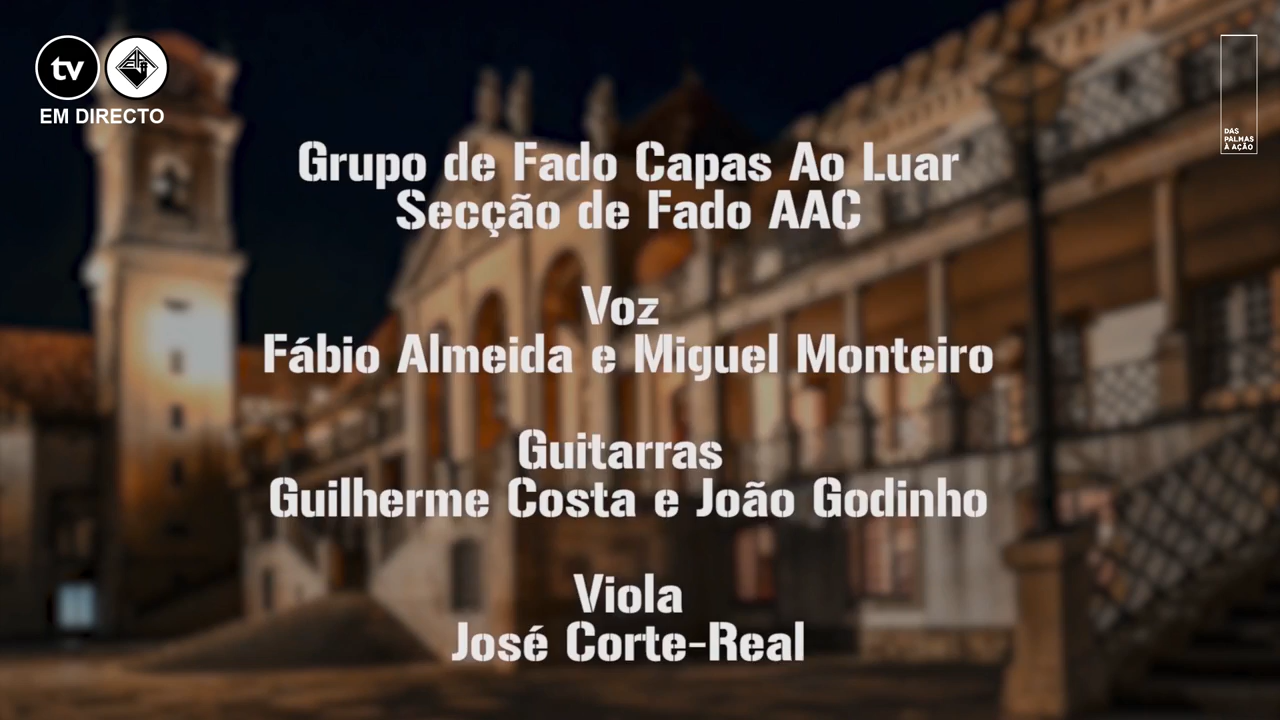 tv
EM DIRECTO
DAS
PALMAS
À AÇÃO
Grupo de Fado Capas Ao Luar
Secção de Fado AAC
Voz
Fábio Almeida e Miguel Monteiro
Guitarras
Guilherme Costa e João Godinho
Viola
José Corte-Real